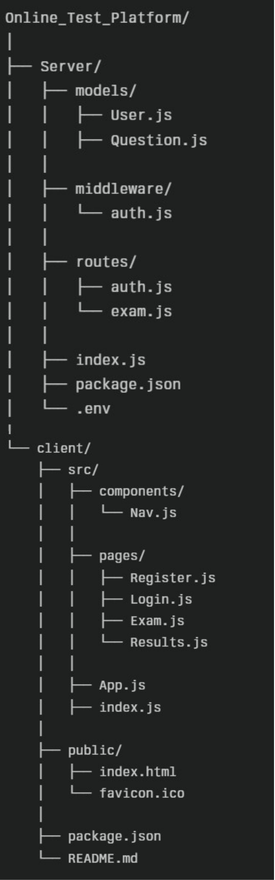 Online_Test_Platform/
│
├── Server/
│   ├── models/
│   │   ├── User.js
│   │   ├── Question.js
│   │
│   ├── middleware/
│   │   └── auth.js
│   │
│   ├── routes/
│   │   ├── auth.js
│   │   └── exam.js
│   │
│   ├── index.js
│   ├── package.json
│   └── .env
╵
└── client/
    ├── src/
    │   ├── components/
    │   │   └── Nav.js
    │   │
    │   ├── pages/
    │   │   ├── Register.js
    │   │   ├── Login.js
    │   │   ├── Exam.js
    │   │   └── Results.js
    │   │
    │   ├── App.js
    │   ├── index.js
    │
    ├── public/
    │   ├── index.html
    │   └── favicon.ico
    │
    ├── package.json
    └── README.md